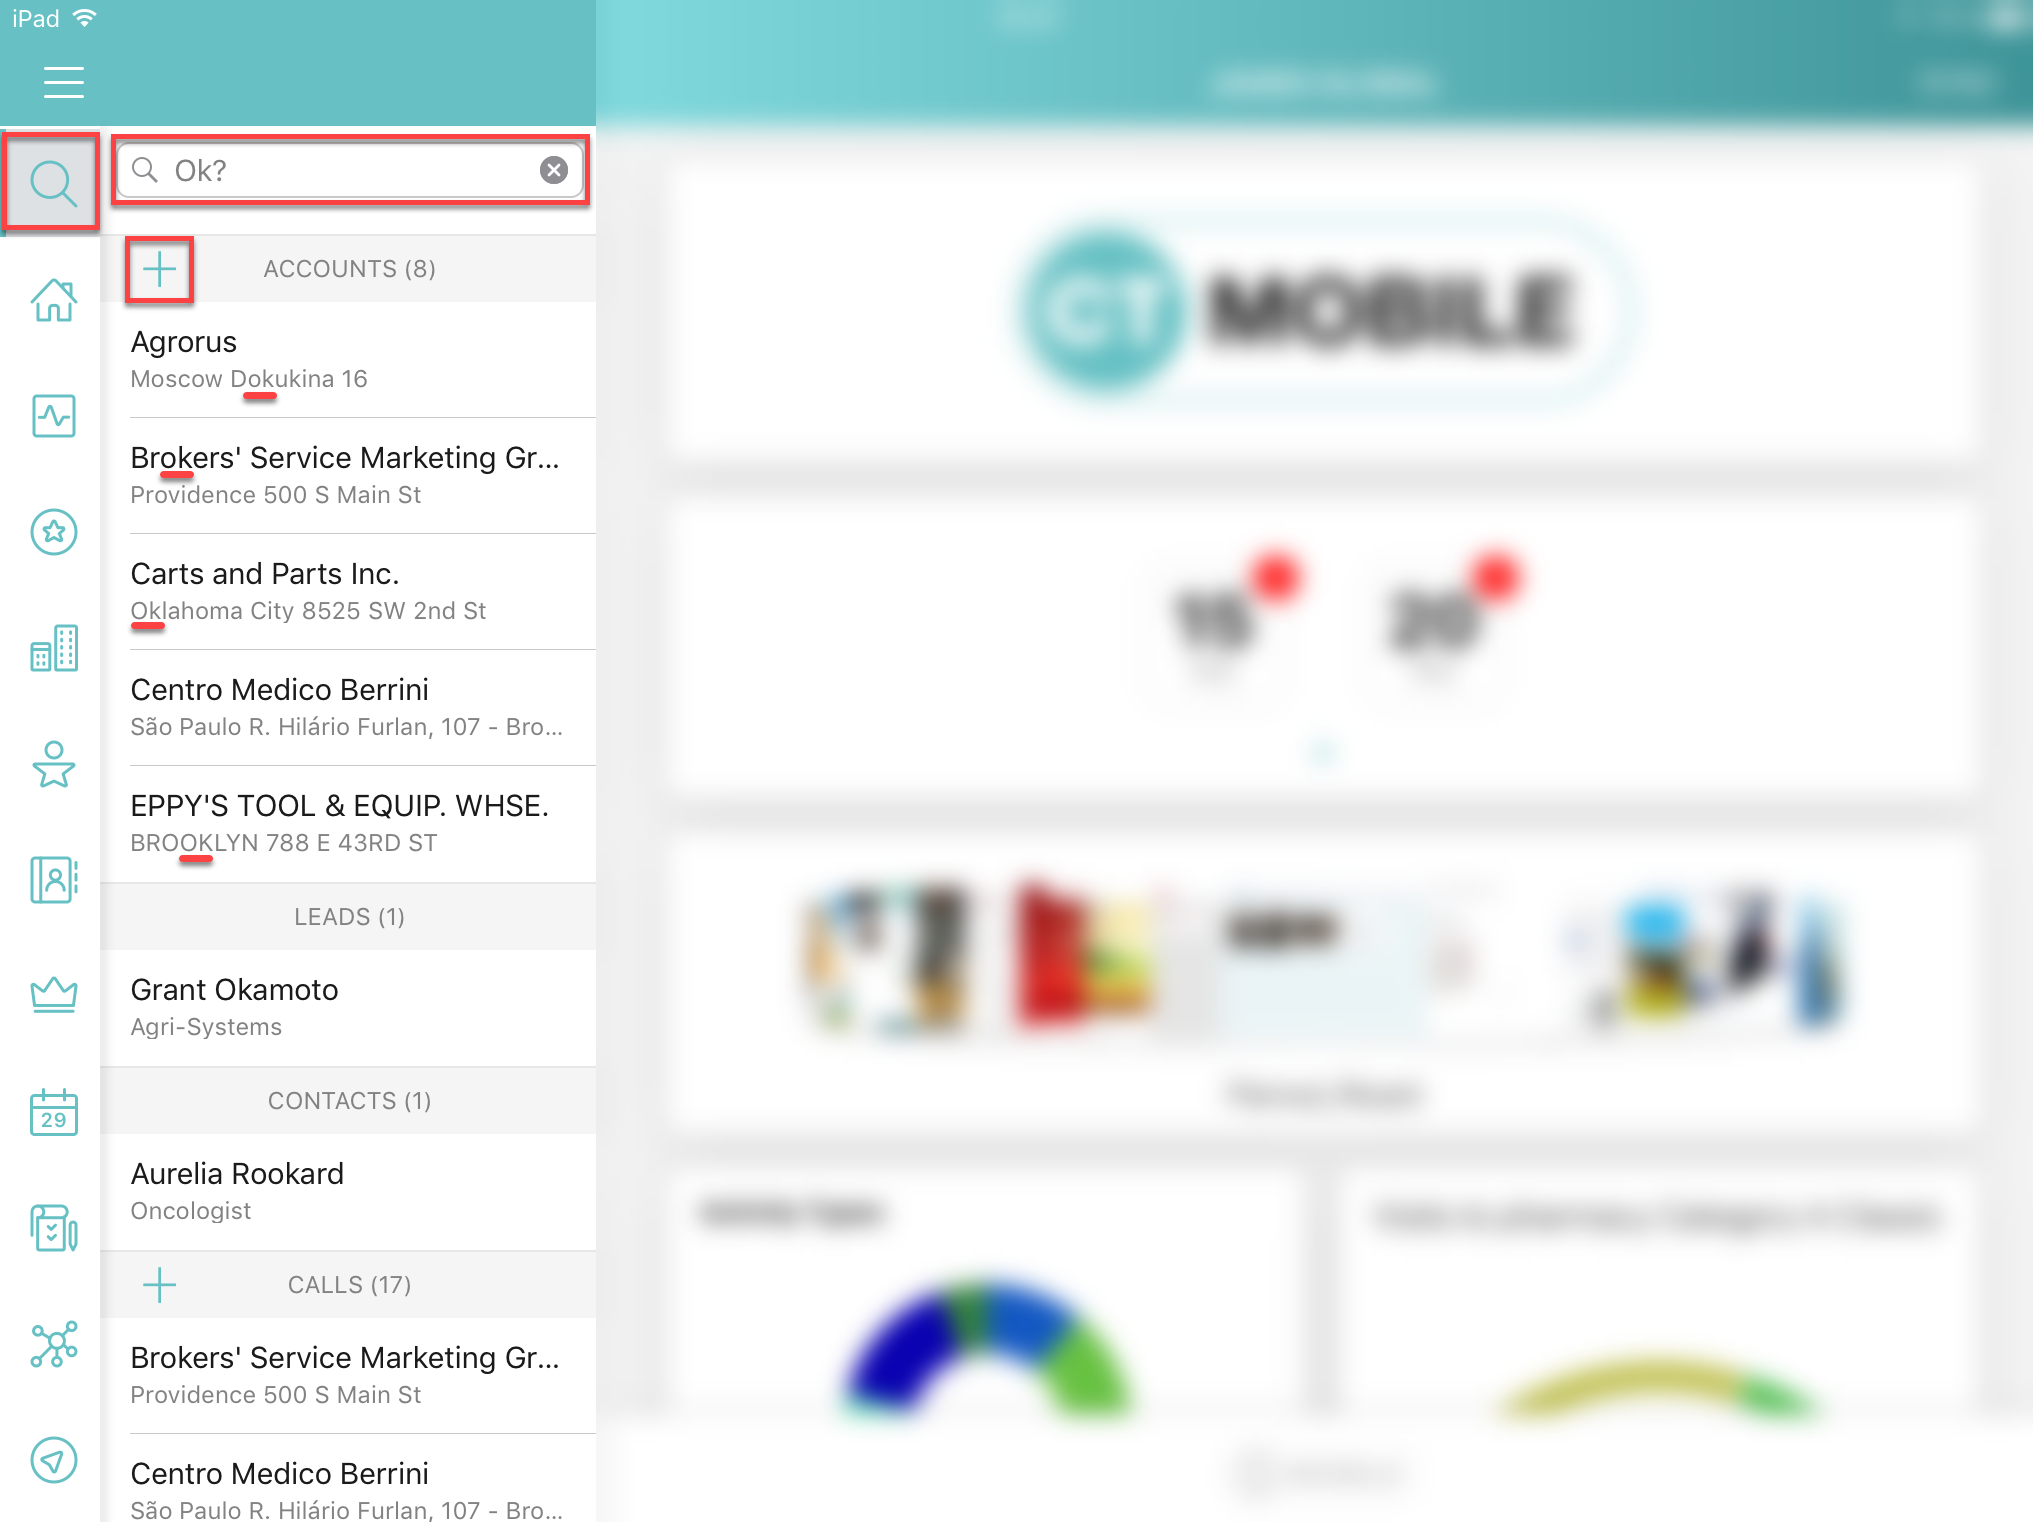 iPad
Ok?
ACCOUNTS (8)
Agrorus
Moscow Dokukina 16
Brokers' Service Marketing Gr...
Providence 500 S Main St
Carts and Parts Inc.
Oklahoma City 8525 SW 2nd St
Centro Medico Berrini
São Paulo R. Hilário Furlan, 107 - Bro...
EPPY'S TOOL & EQUIP. WHSE.
BROOKLYN 788 E 43RD ST
LEADS (1)
Grant Okamoto
Agri-Systems
CONTACTS (1)
29
Aurelia Rookard
Oncologist
CALLS (17)
Brokers' Service Marketing Gr...
Providence 500 S Main St
Centro Medico Berrini
São Paulo R. Hilário Furlan, 107 - Bro...
CT MOBILE
15
20